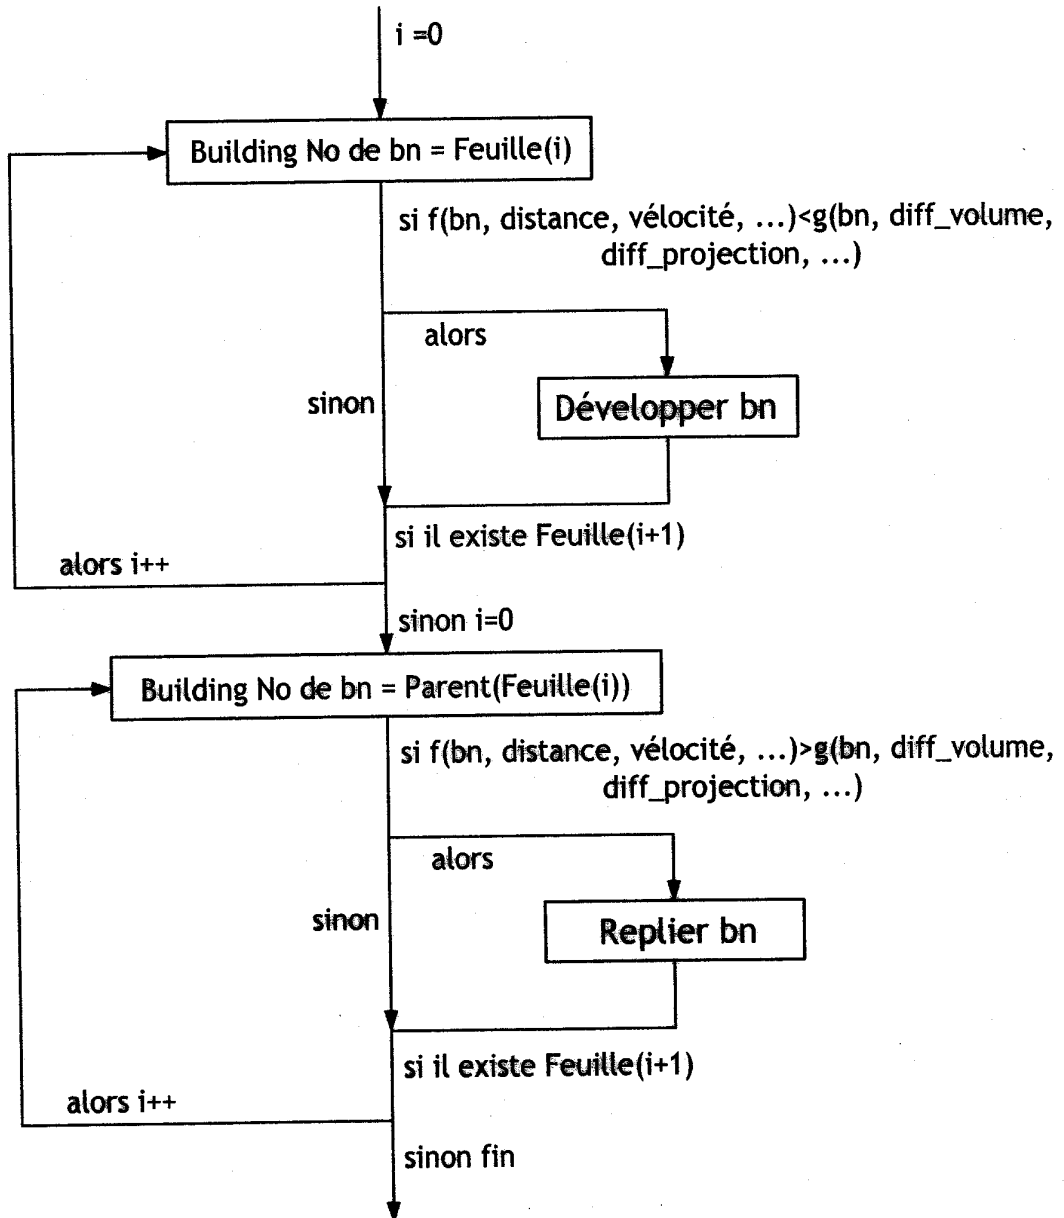 i =0
Building No de bn = Feuille(i)
si f(bn, distance, vélocité, ...)<g(bn, diff_volume,
diff_projection, ...)
alors
sinon
Développer bn
si il existe Feuille(i+1)
alors i++
sinon i=0
Building No de bn = Parent(Feuille(i))
si f(bn, distance, vélocité, ...)>g(bn, diff_volume,
diff_projection, ...)
alors
sinon
Replier bn
si il existe Feuille(i+1)
alors i++
sinon fin